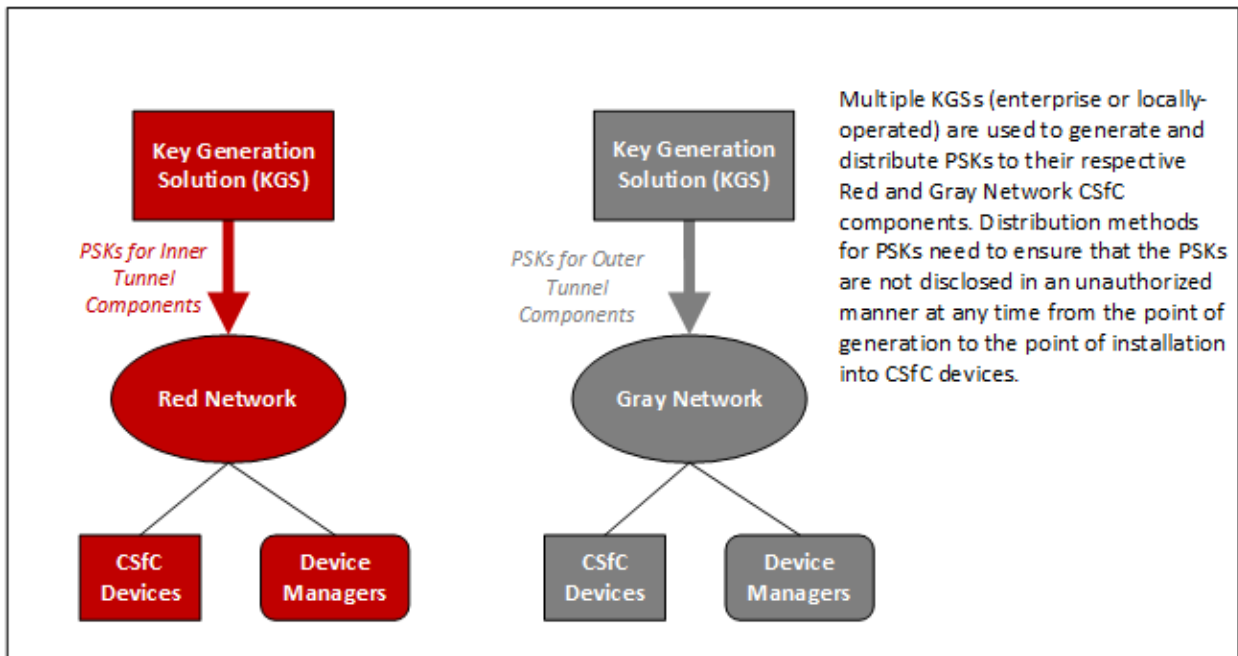 Key Generation
Solution (KGS)
PSKs for Inner
Tunnel
Components
Red Network
CSfC
Devices
Device
Managers
Key Generation
Solution (KGS)
PSKs for Outer
Tunnel
Components
Gray Network
CSfC
Devices
Device
Managers
Multiple KGSs (enterprise or locally-
operated) are used to generate and
distribute PSKs to their respective
Red and Gray Network CSfC
components. Distribution methods
for PSKs need to ensure that the PSKs
are not disclosed in an unauthorized
manner at any time from the point of
generation to the point of installation
into CSfC devices.